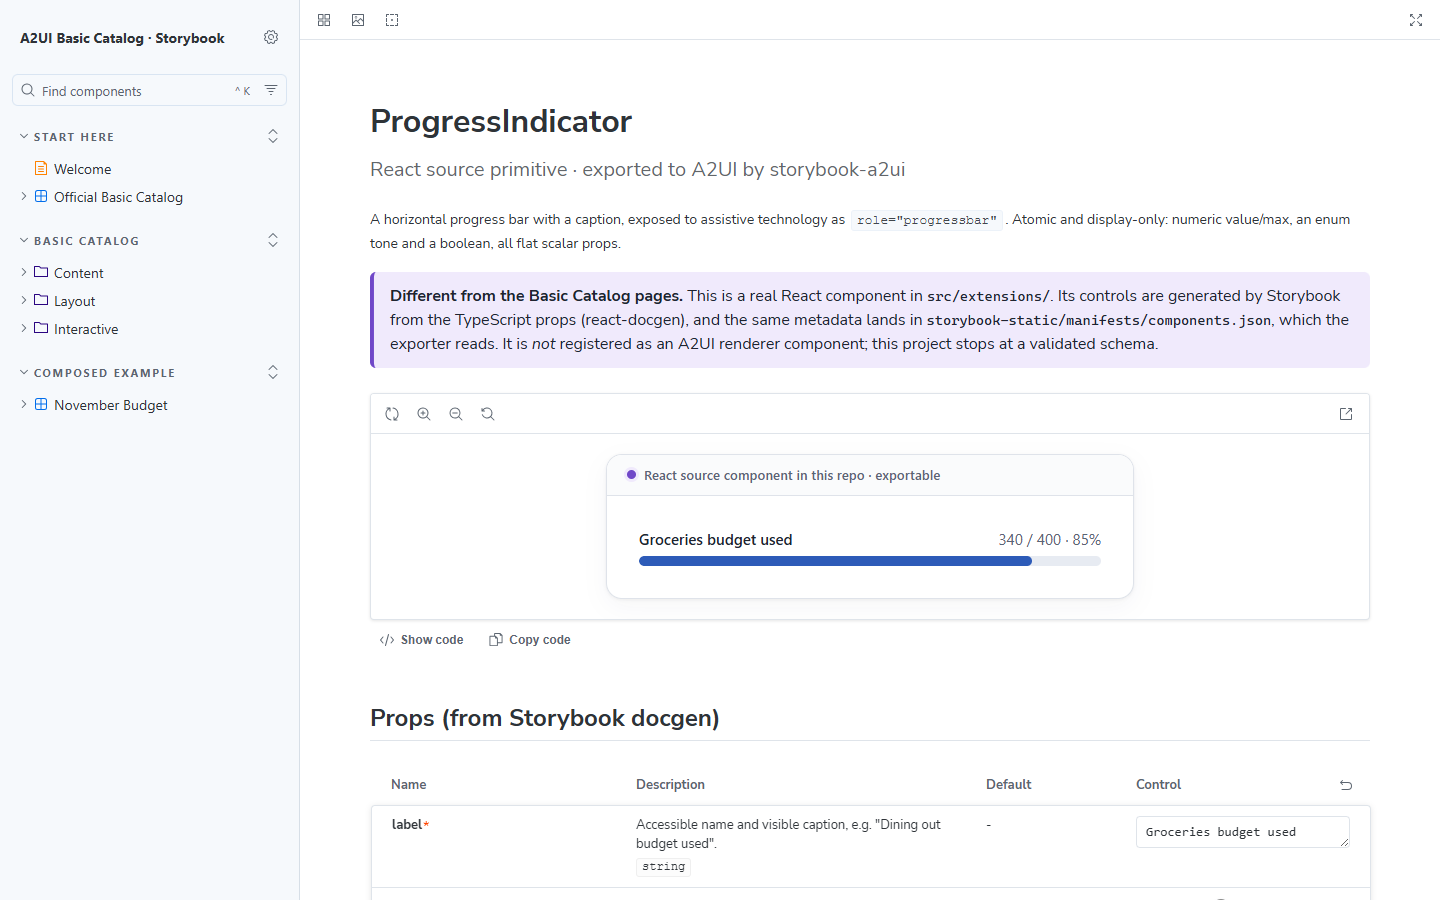 A2UI Basic Catalog · Storybook
Find components
^ K
START HERE
Welcome
Official Basic Catalog
BASIC CATALOG
Content
Layout
Interactive
COMPOSED EXAMPLE
November Budget
ProgressIndicator
React source primitive · exported to A2UI by storybook-a2ui
A horizontal progress bar with a caption, exposed to assistive technology as role="progressbar" . Atomic and display-only: numeric value/max, an enum
tone and a boolean, all flat scalar props.
Different from the Basic Catalog pages. This is a real React component in src/extensions/. Its controls are generated by Storybook
from the TypeScript props (react-docgen), and the same metadata lands in storybook-static/manifests/components.json, which the
exporter reads. It is not registered as an A2UI renderer component; this project stops at a validated schema.
React source component in this repo · exportable
Groceries budget used 340 / 400 · 85%
Show code Copy code
Props (from Storybook docgen)
Name Description Default Control
label* Accessible name and visible caption, e.g. "Dining out - Groceries budget used
budget used".
string